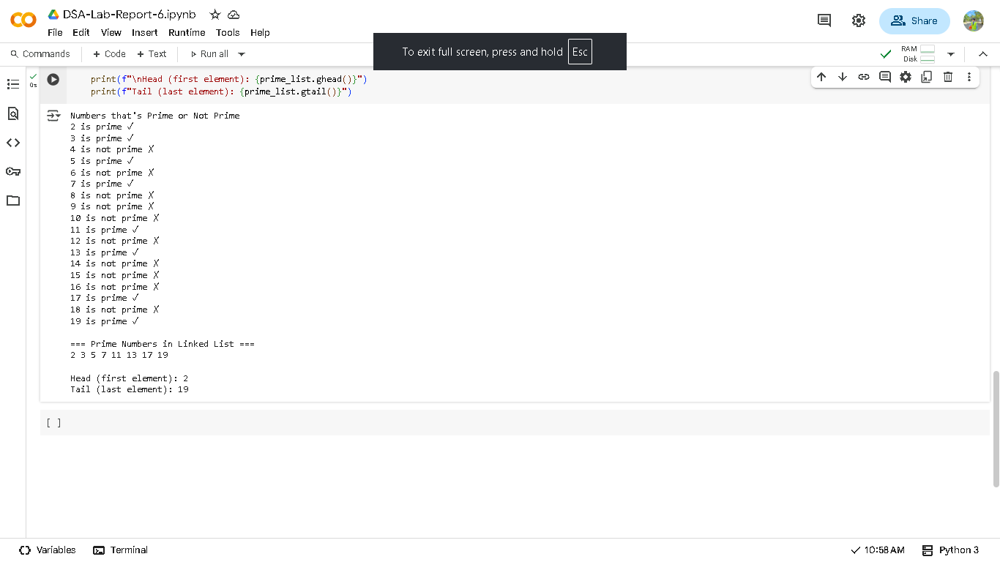 DSA-Lab-Report-6.ipynb
File Edit View Insert Runtime Tools Help
Share
To exit full screen, press and hold Esc
Commands + Code + Text Run all
RAM
Disk
0s
print(f"\nHead (first element): {prime_list.ghead()}")
print(f"Tail (last element): {prime_list.gtail()}")
Numbers that's Prime or Not Prime
2 is prime ✓
3 is prime ✓
4 is not prime ✗
5 is prime ✓
6 is not prime ✗
7 is prime ✓
8 is not prime ✗
9 is not prime ✗
10 is not prime ✗
11 is prime ✓
12 is not prime ✗
13 is prime ✓
14 is not prime ✗
15 is not prime ✗
16 is not prime ✗
17 is prime ✓
18 is not prime ✗
19 is prime ✓
=== Prime Numbers in Linked List ===
2 3 5 7 11 13 17 19
Head (first element): 2
Tail (last element): 19
[ ]
Variables Terminal
10:58 AM Python 3